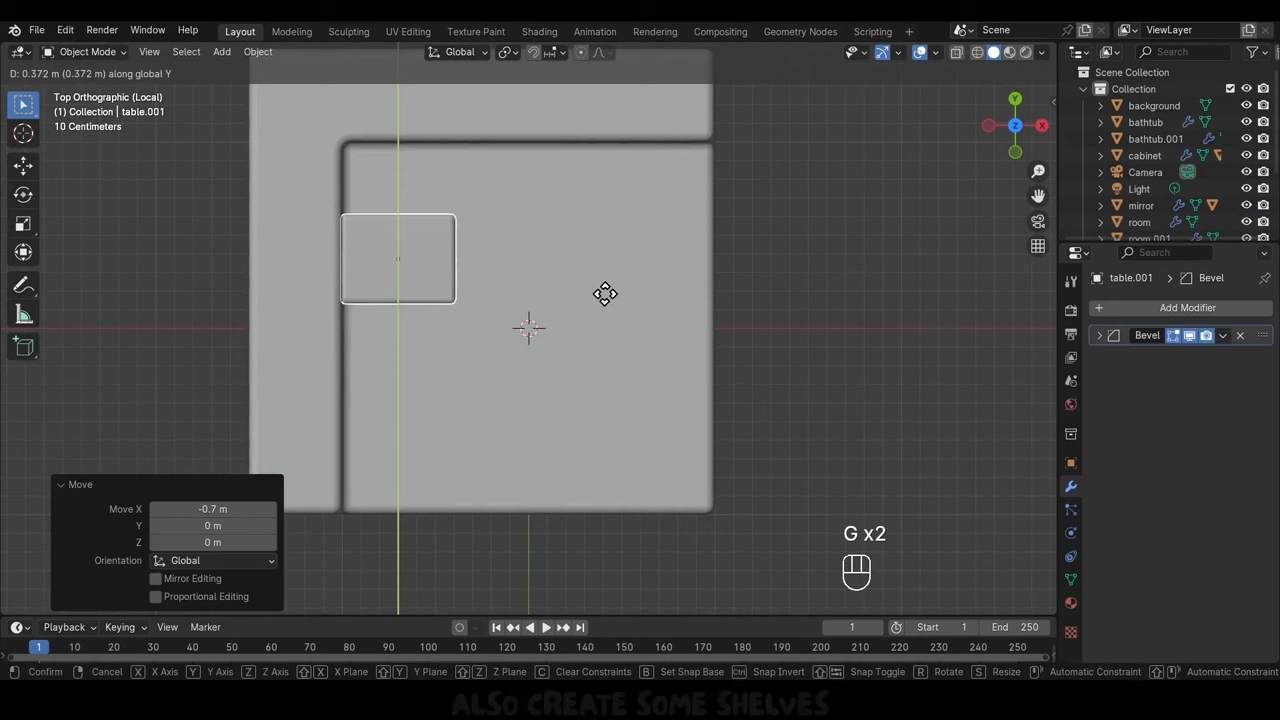 File Edit Render Window Help Layout Modeling Sculpting UV Editing Texture Paint Shading Animation Rendering Compositing Geometry Nodes Scripting Scene ViewLayer
Object Mode View Select Add Object Global Search
D: 0.372 m (0.372 m) along global Y
Scene Collection
Top Orthographic (Local)
(1) Collection | table.001
10 Centimeters
Y
X
Z
Collection
background
bathtub
bathtub.001
cabinet
Camera
Light
mirror
room
room.001
Search
table.001 Bevel
Add Modifier
Bevel
Move
Move X -0.7 m
Y 0 m
Z 0 m
Orientation Global
Mirror Editing
Proportional Editing
G x2
Playback Keying View Marker 1 Start 1 End 250
1 10 20 30 40 50 60 70 80 90 100 110 120 130 140 150 160 170 180 190 200 210 220 230 240 250
Confirm Cancel X X Axis Y Y Axis Z Z Axis X X Plane Y Y Plane Z Z Plane C Clear Constraints B Set Snap Base Ctrl Snap Invert Snap Toggle R Rotate S Resize Automatic Constraint Automatic Constraint
ALSO CREATE SOME SHELVES